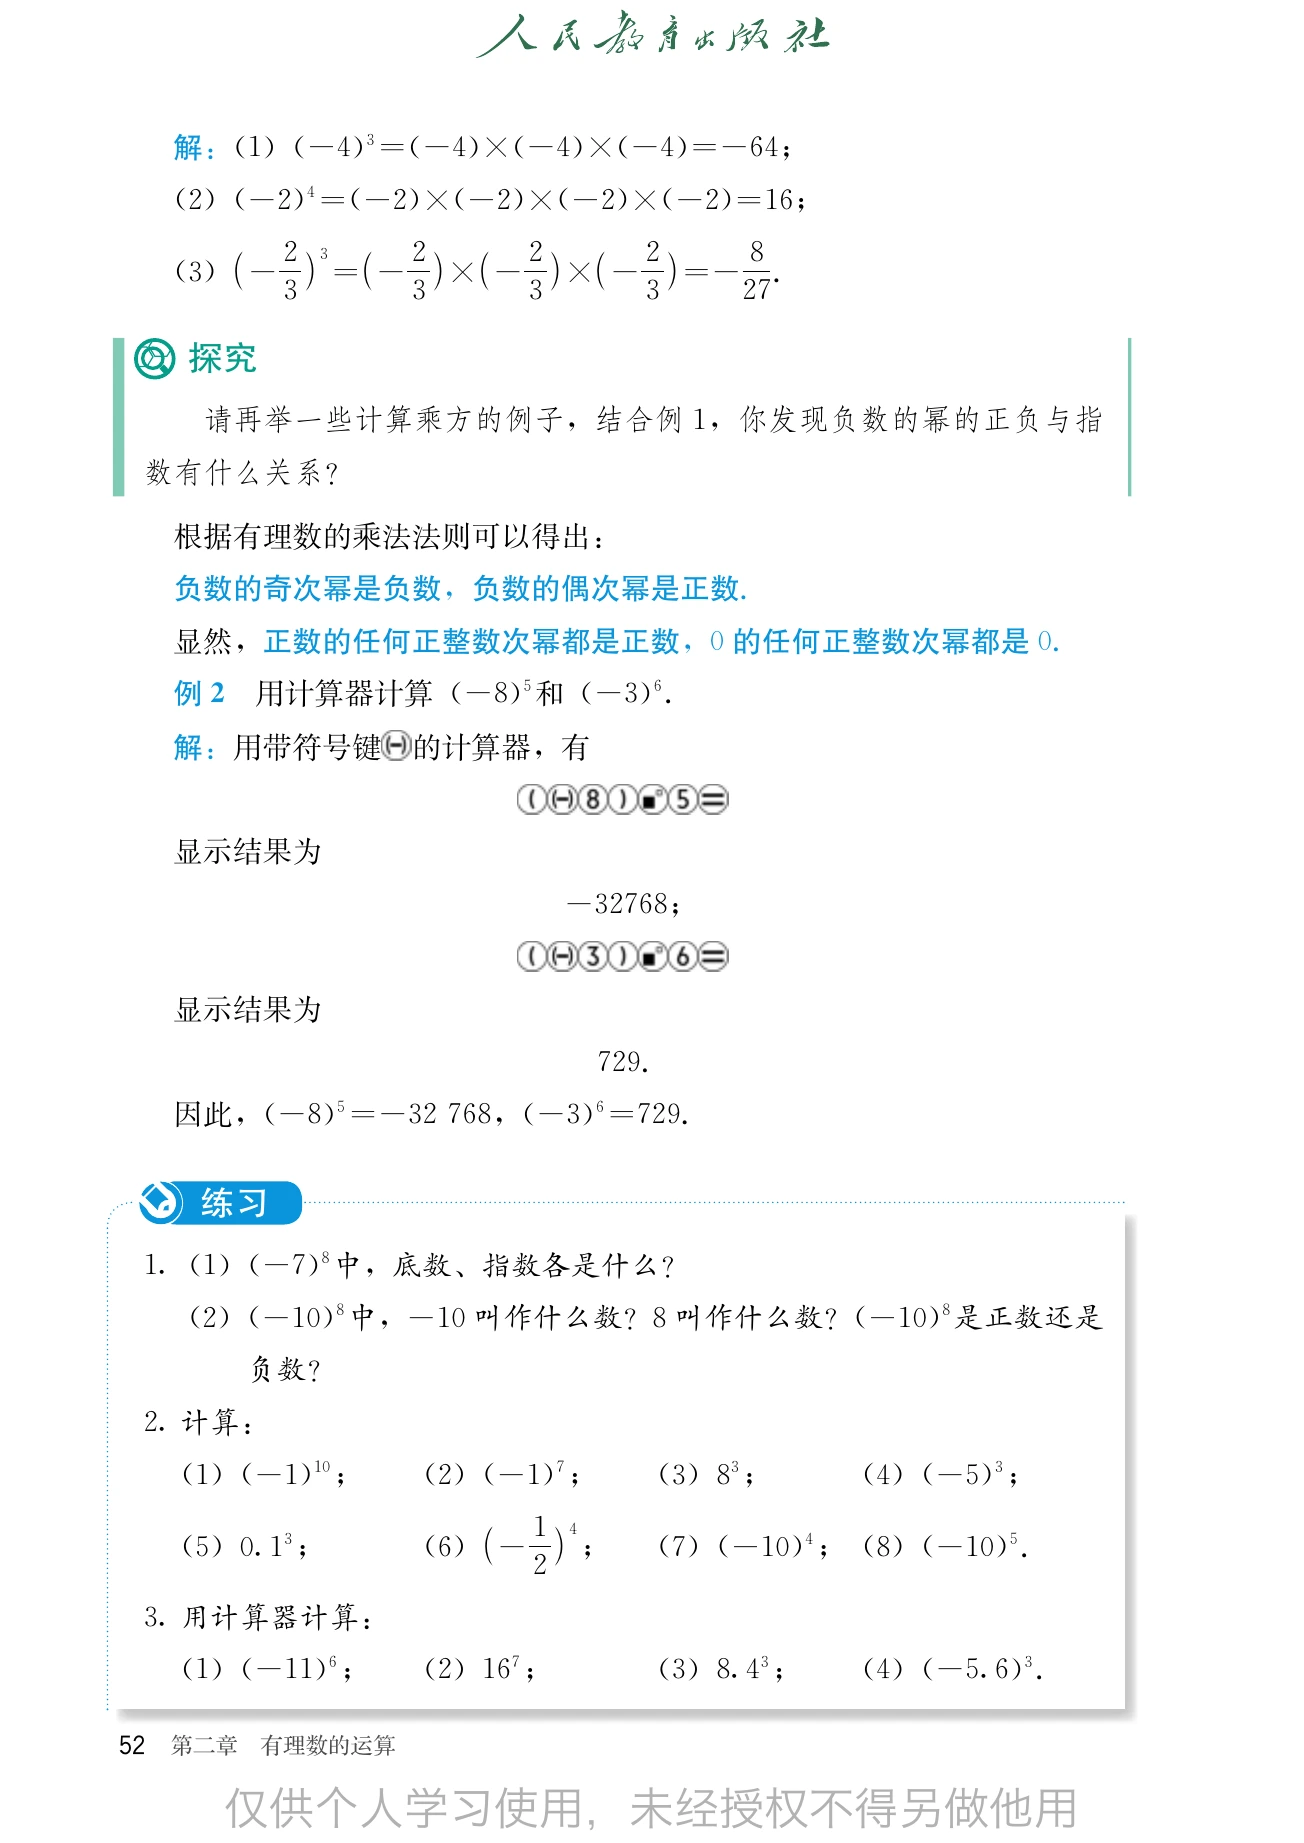 人民教育出版社
解：(1) (－4)³＝(－4)×(－4)×(－4)＝－64；
(2) (－2)⁴＝(－2)×(－2)×(－2)×(－2)＝16；
(3) (－2/3)³＝(－2/3)×(－2/3)×(－2/3)＝－8/27.
探究
请再举一些计算乘方的例子，结合例 1，你发现负数的幂的正负与指
数有什么关系？
根据有理数的乘法法则可以得出：
负数的奇次幂是负数，负数的偶次幂是正数.
显然，正数的任何正整数次幂都是正数，0 的任何正整数次幂都是 0.
例 2 用计算器计算 (－8)⁵和 (－3)⁶.
解：用带符号键(-)的计算器，有
( (-) 8 ) ■▫ 5 =
显示结果为
－32768；
( (-) 3 ) ■▫ 6 =
显示结果为
729.
因此，(－8)⁵＝－32 768，(－3)⁶＝729.
练习
1. (1) (－7)⁸中，底数、指数各是什么？
(2) (－10)⁸中，－10 叫作什么数？8 叫作什么数？(－10)⁸是正数还是
负数？
2. 计算：
(1) (－1)¹⁰； (2) (－1)⁷； (3) 8³； (4) (－5)³；
(5) 0.1³； (6) (－1/2)⁴； (7) (－10)⁴； (8) (－10)⁵.
3. 用计算器计算：
(1) (－11)⁶； (2) 16⁷； (3) 8.4³； (4) (－5.6)³.
52 第二章 有理数的运算
仅供个人学习使用，未经授权不得另做他用